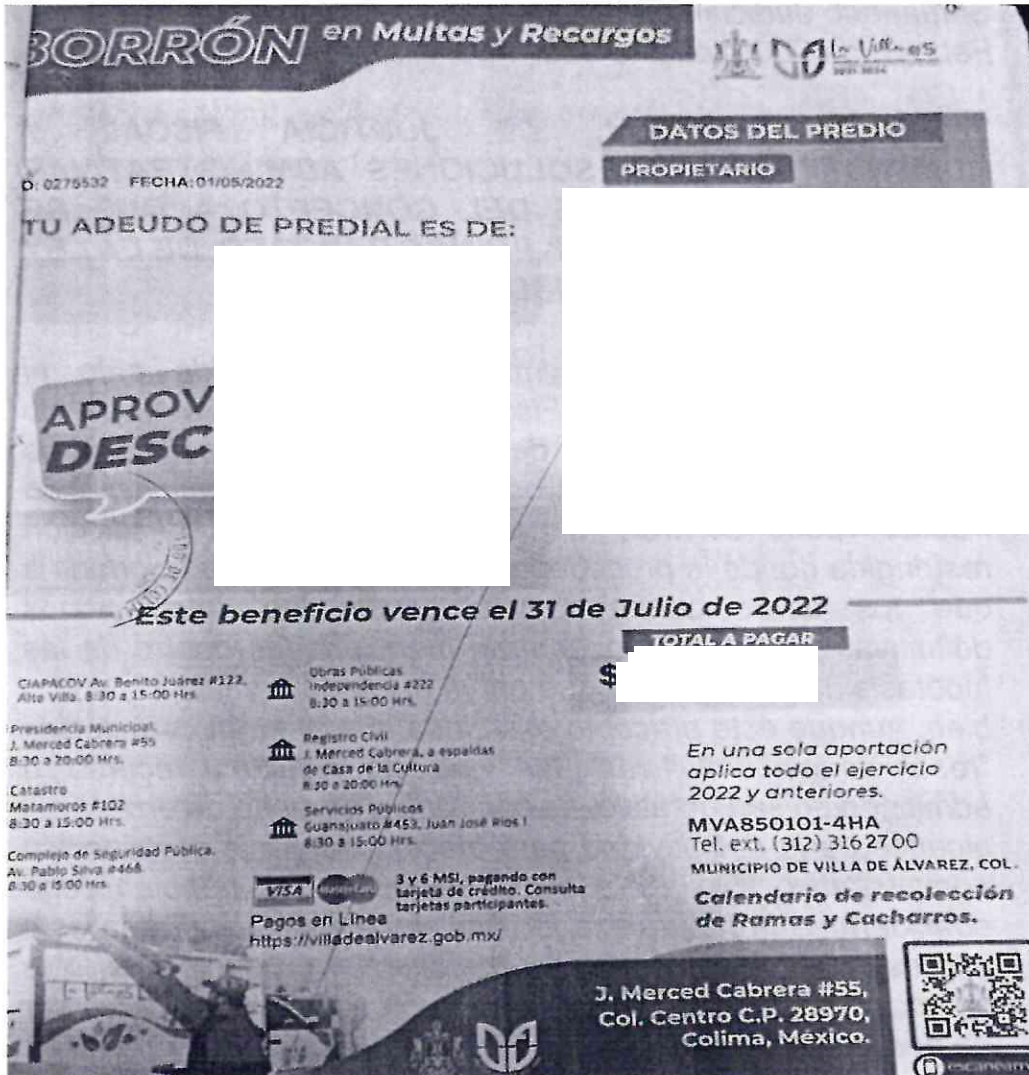 BORRÓN en Multas y Recargos
DATOS DEL PREDIO
PROPIETARIO
D: 0275532 FECHA:01/05/2022
TU ADEUDO DE PREDIAL ES DE:
APROV
DESC
Este beneficio vence el 31 de Julio de 2022
TOTAL A PAGAR
$
CIAPACOV Av. Benito Juárez #122,
Alta Villa. 8:30 a 15:00 Hrs.
Presidencia Municipal,
J. Merced Cabrera #55
8:30 a 20:00 Hrs.
Catastro
Matamoros #102
8:30 a 15:00 Hrs.
Complejo de Seguridad Pública.
Av. Pablo Silva #468
8:30 a 15:00 Hrs.
Obras Públicas
Independencia #222
8:30 a 15:00 Hrs.
Registro Civil
J. Merced Cabrera, a espaldas
de Casa de la Cultura
8:30 a 20:00 Hrs.
Servicios Públicos
Guanajuato #453, Juan José Rios I
8:30 a 15:00 Hrs.
VISA MasterCard
3 y 6 MSI, pagando con
tarjeta de crédito. Consulta
tarjetas participantes.
Pagos en Línea
https://villadealvarez.gob.mx/
En una sola aportación
aplica todo el ejercicio
2022 y anteriores.
MVA850101-4HA
Tel. ext. (312) 3162700
MUNICIPIO DE VILLA DE ÁLVAREZ, COL.
Calendario de recolección
de Ramas y Cacharros.
J. Merced Cabrera #55,
Col. Centro C.P. 28970,
Colima, México.